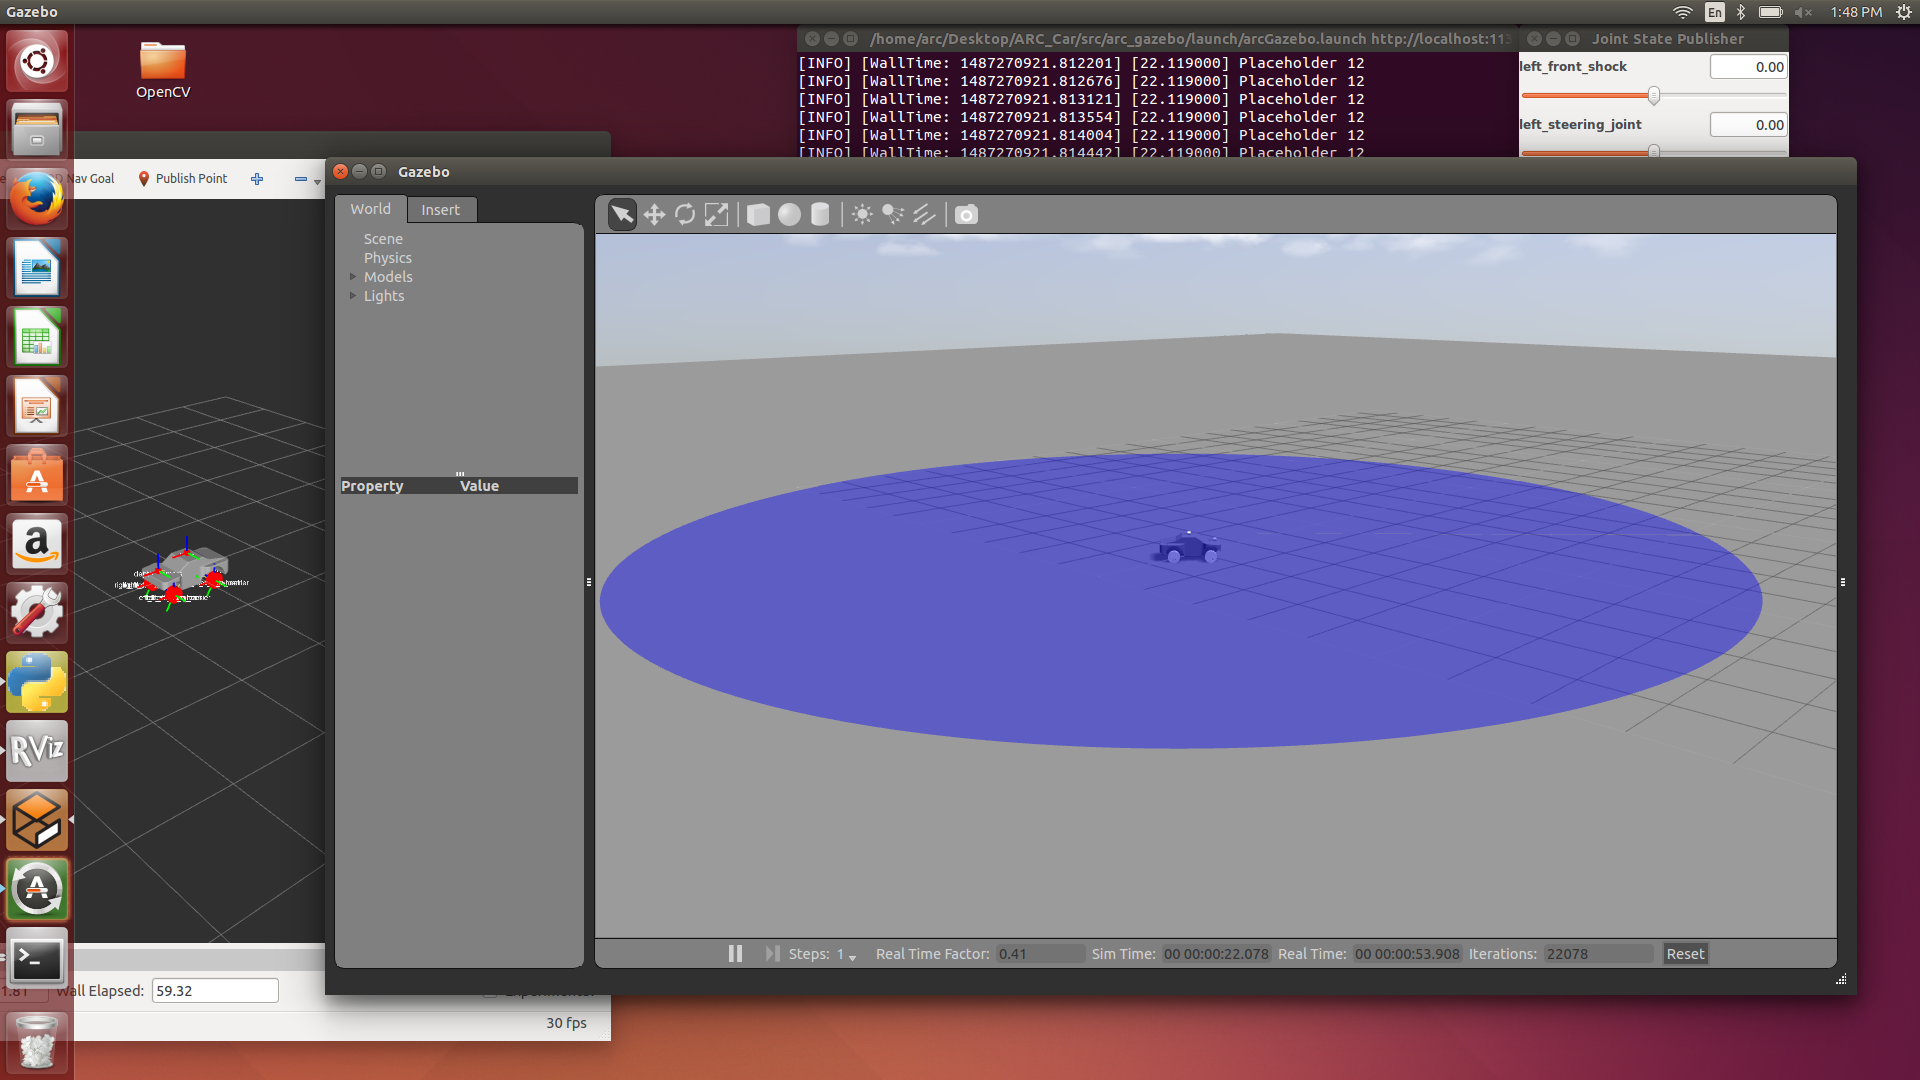 Gazebo
En
1:48 PM
OpenCV
/home/arc/Desktop/ARC_Car/src/arc_gazebo/launch/arcGazebo.launch http://localhost:113
[INFO] [WallTime: 1487270921.812201] [22.119000] Placeholder 12
[INFO] [WallTime: 1487270921.812676] [22.119000] Placeholder 12
[INFO] [WallTime: 1487270921.813121] [22.119000] Placeholder 12
[INFO] [WallTime: 1487270921.813554] [22.119000] Placeholder 12
[INFO] [WallTime: 1487270921.814004] [22.119000] Placeholder 12
[INFO] [WallTime: 1487270921.814442] [22.119000] Placeholder 12
Joint State Publisher
left_front_shock 0.00
left_steering_joint 0.00
Nav Goal
Publish Point
Gazebo
World Insert
Scene
Physics
Models
Lights
Property Value
a
RViz
Steps: 1
Real Time Factor: 0.41
Sim Time: 00 00:00:22.078
Real Time: 00 00:00:53.908
Iterations: 22078
Reset
1.81
Wall Elapsed: 59.32
30 fps